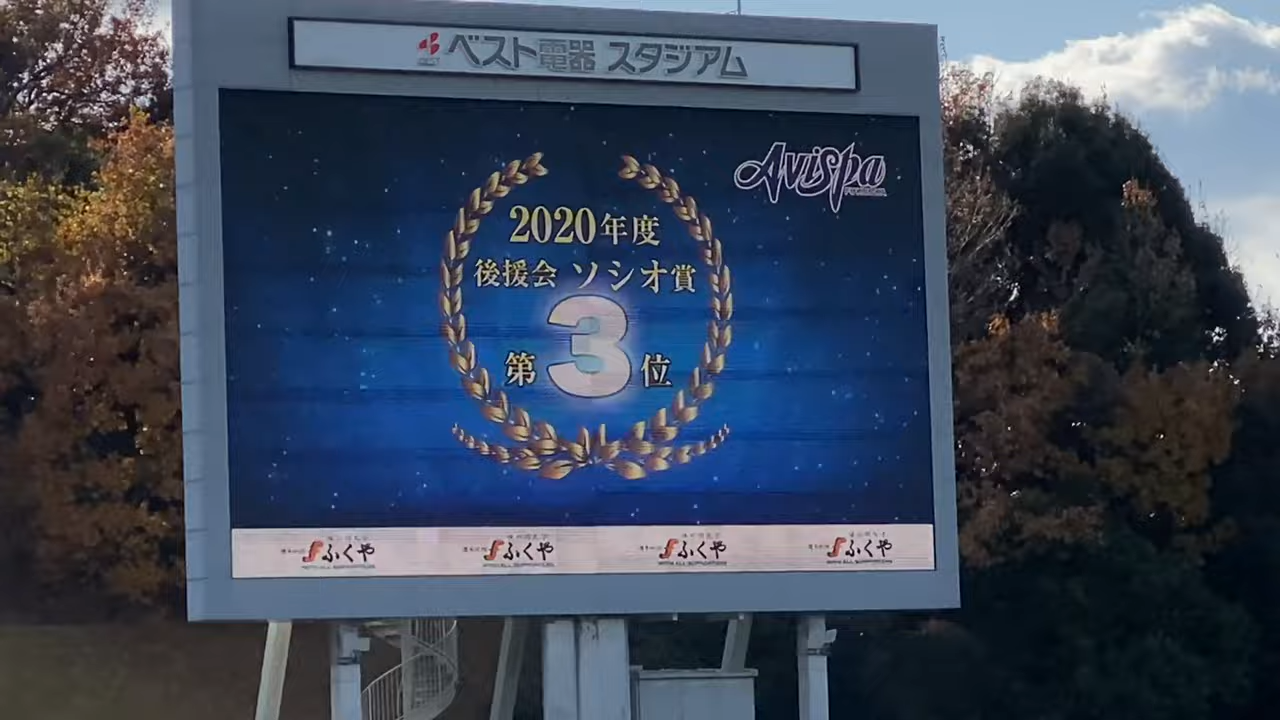 ベスト電器 スタジアム
Avispa
FUKUOKA
2020年度
後援会 ソシオ賞
第3位
ふくや ふくや ふくや ふくや